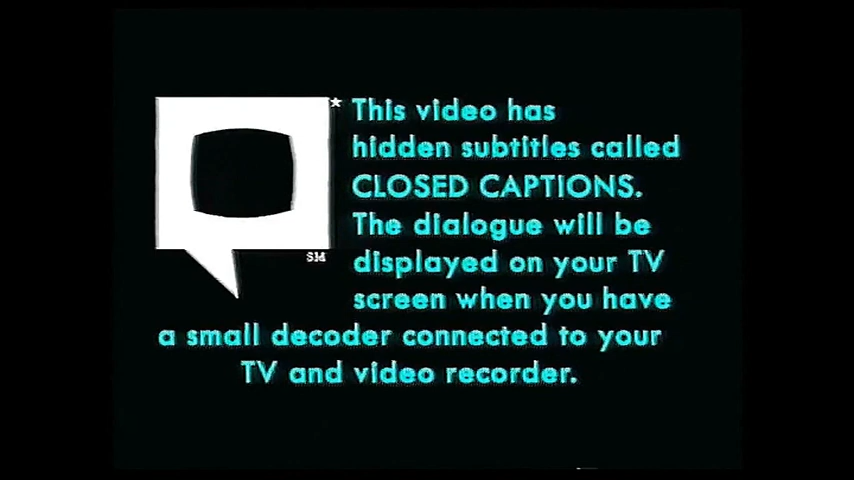 * This video has
hidden subtitles called
CLOSED CAPTIONS.
The dialogue will be
SM displayed on your TV
screen when you have
a small decoder connected to your
TV and video recorder.